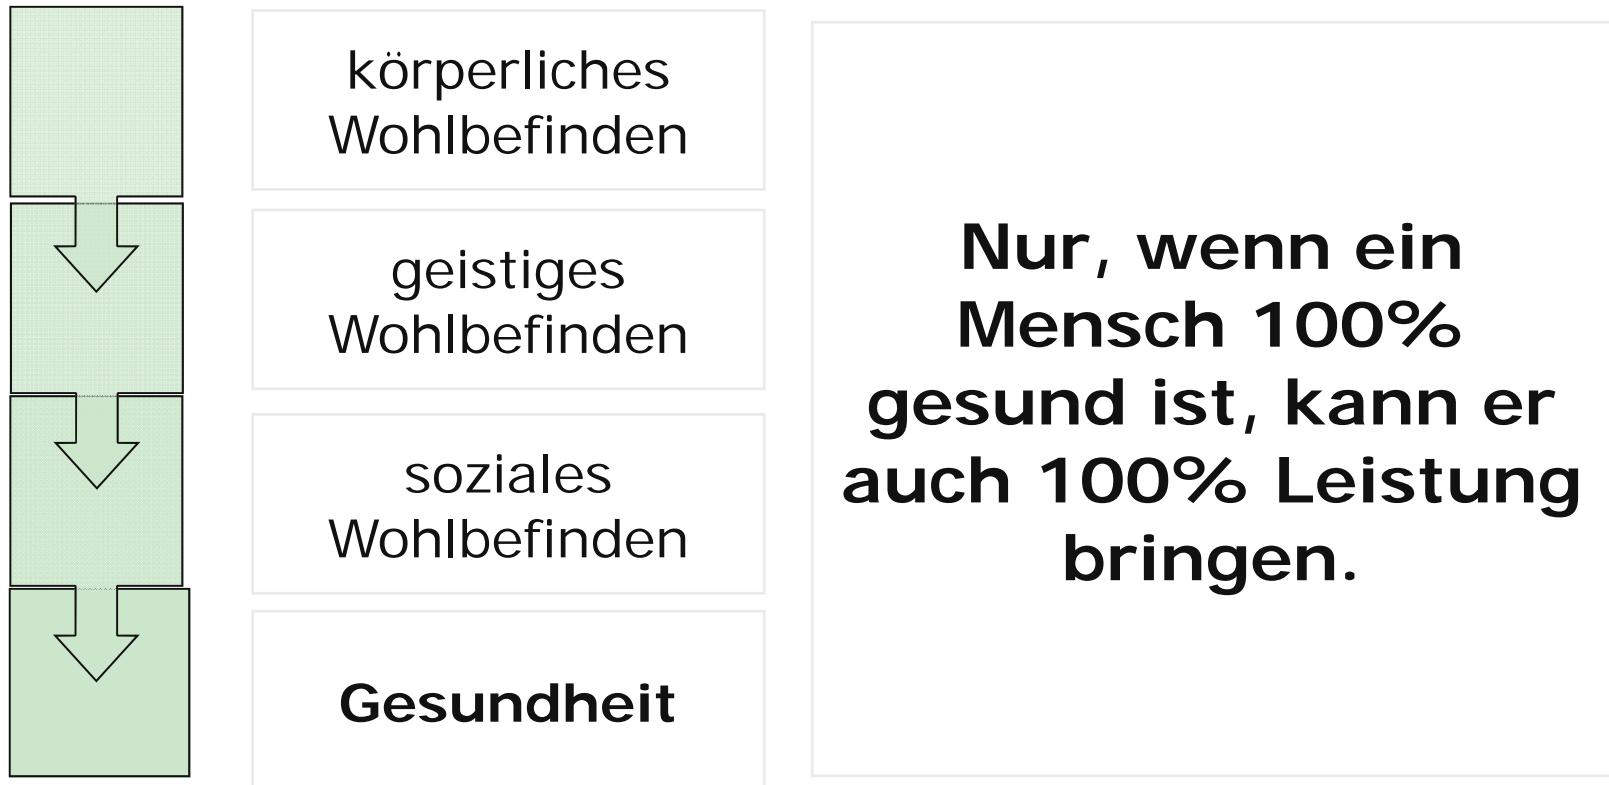 körperliches
Wohlbefinden
geistiges
Wohlbefinden
soziales
Wohlbefinden
Gesundheit
Nur, wenn ein
Mensch 100%
gesund ist, kann er
auch 100% Leistung
bringen.